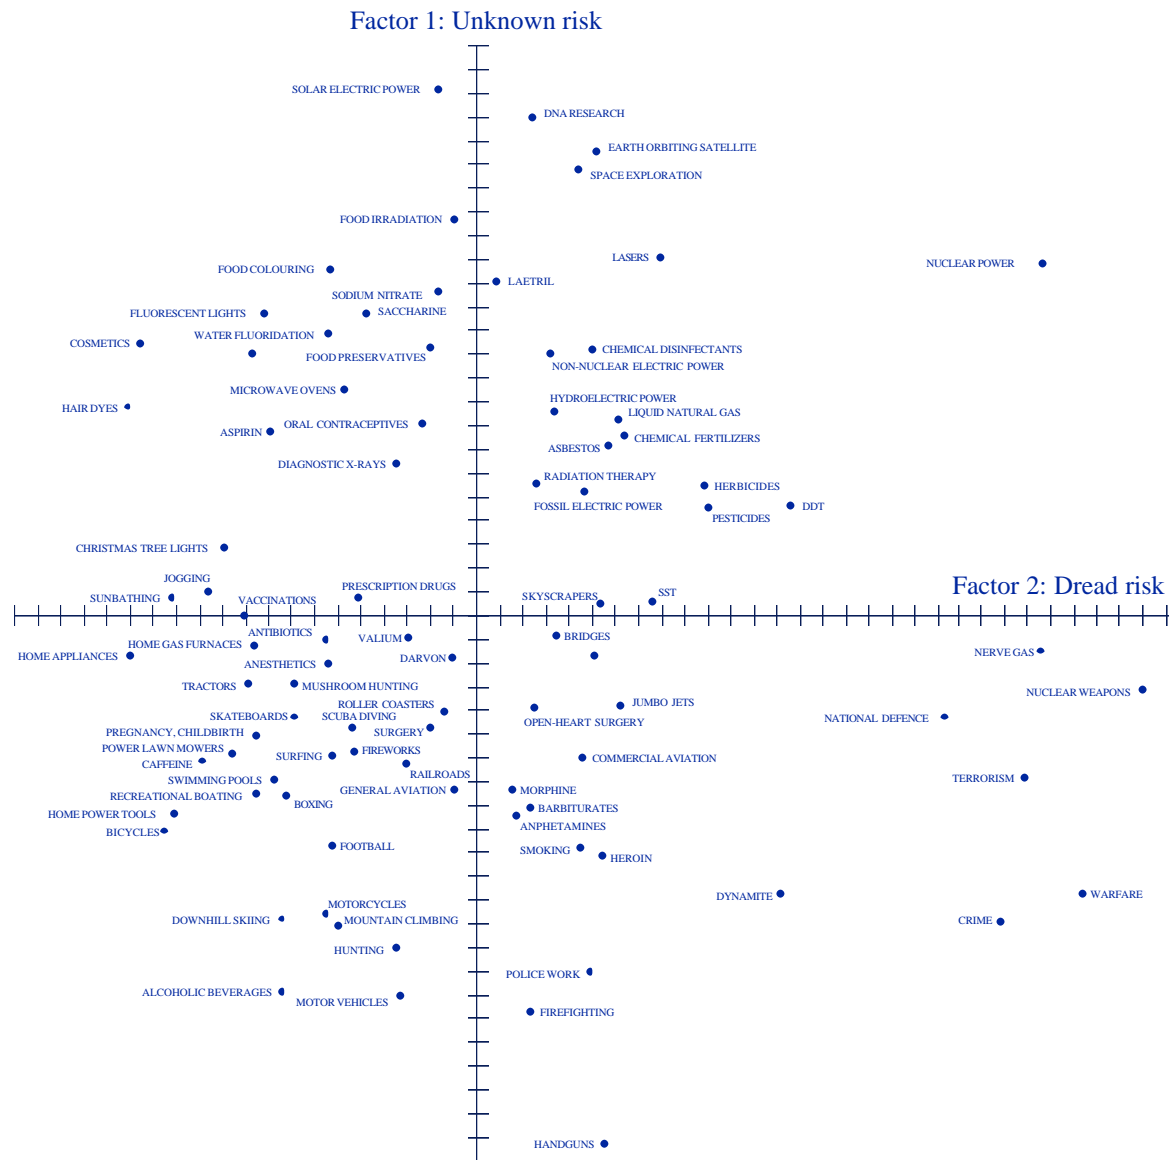 Factor 1: Unknown risk
SOLAR ELECTRIC POWER
DNA RESEARCH
EARTH ORBITING SATELLITE
SPACE EXPLORATION
FOOD IRRADIATION
LASERS
NUCLEAR POWER
FOOD COLOURING
LAETRIL
SODIUM NITRATE
FLUORESCENT LIGHTS
SACCHARINE
WATER FLUORIDATION
COSMETICS
FOOD PRESERVATIVES
CHEMICAL DISINFECTANTS
NON-NUCLEAR ELECTRIC POWER
MICROWAVE OVENS
HYDROELECTRIC POWER
HAIR DYES
LIQUID NATURAL GAS
ORAL CONTRACEPTIVES
ASPIRIN
CHEMICAL FERTILIZERS
ASBESTOS
DIAGNOSTIC X-RAYS
RADIATION THERAPY
HERBICIDES
FOSSIL ELECTRIC POWER
DDT
PESTICIDES
CHRISTMAS TREE LIGHTS
JOGGING
PRESCRIPTION DRUGS
Factor 2: Dread risk
SUNBATHING
VACCINATIONS
SKYSCRAPERS
SST
ANTIBIOTICS
VALIUM
BRIDGES
HOME GAS FURNACES
HOME APPLIANCES
ANESTHETICS
DARVON
NERVE GAS
TRACTORS
MUSHROOM HUNTING
NUCLEAR WEAPONS
ROLLER COASTERS
JUMBO JETS
SKATEBOARDS
SCUBA DIVING
OPEN-HEART SURGERY
NATIONAL DEFENCE
PREGNANCY, CHILDBIRTH
SURGERY
POWER LAWN MOWERS
SURFING
FIREWORKS
COMMERCIAL AVIATION
CAFFEINE
RAILROADS
SWIMMING POOLS
TERRORISM
RECREATIONAL BOATING
BOXING
GENERAL AVIATION
MORPHINE
HOME POWER TOOLS
BARBITURATES
BICYCLES
ANPHETAMINES
FOOTBALL
SMOKING
HEROIN
DYNAMITE
WARFARE
MOTORCYCLES
DOWNHILL SKIING
MOUNTAIN CLIMBING
CRIME
HUNTING
POLICE WORK
ALCOHOLIC BEVERAGES
MOTOR VEHICLES
FIREFIGHTING
HANDGUNS